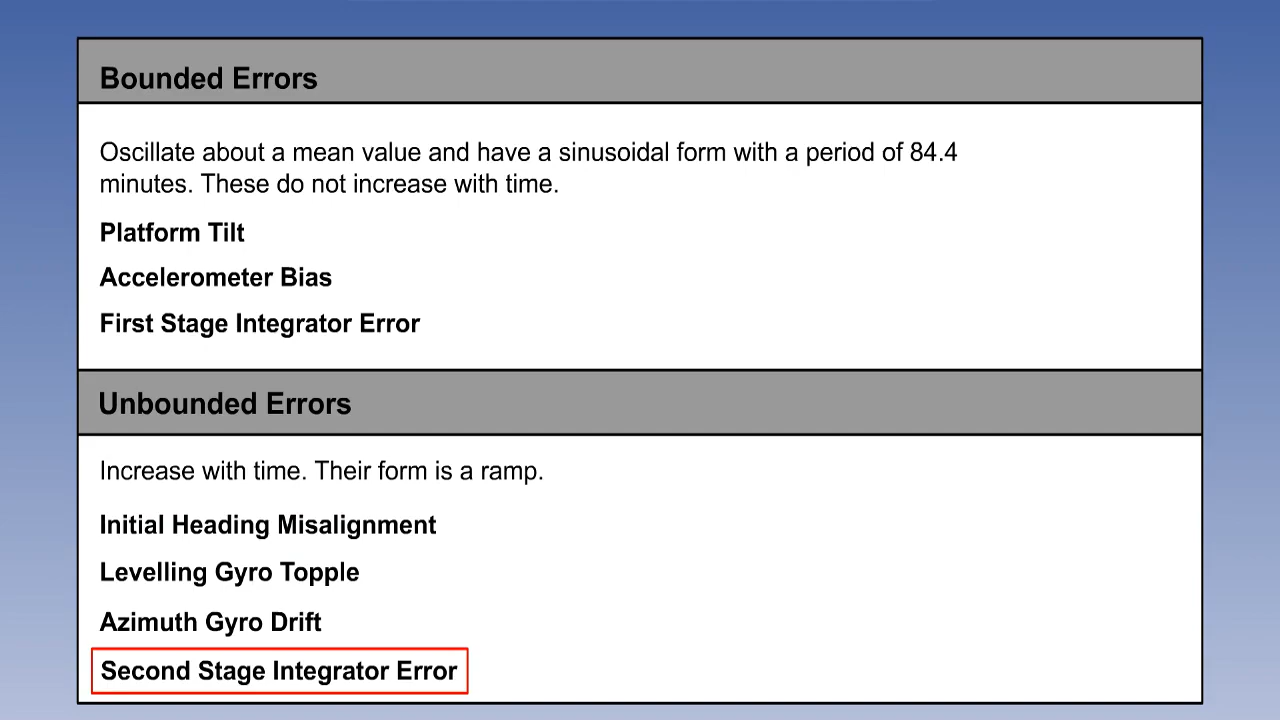 Bounded Errors
Oscillate about a mean value and have a sinusoidal form with a period of 84.4
minutes. These do not increase with time.
Platform Tilt
Accelerometer Bias
First Stage Integrator Error
Unbounded Errors
Increase with time. Their form is a ramp.
Initial Heading Misalignment
Levelling Gyro Topple
Azimuth Gyro Drift
Second Stage Integrator Error